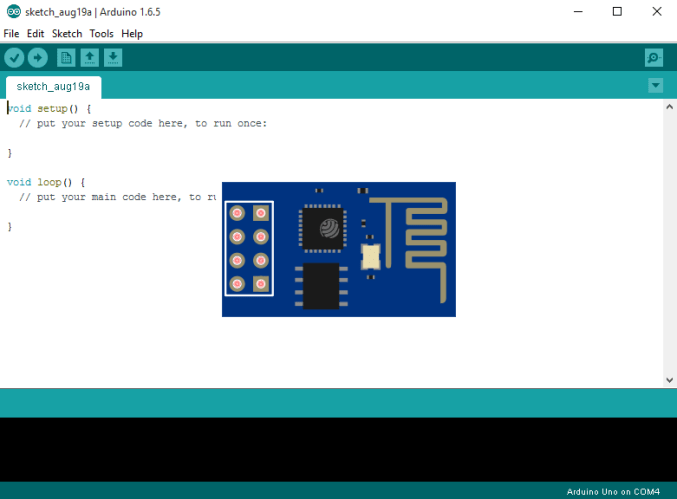 sketch_aug19a | Arduino 1.6.5
File Edit Sketch Tools Help
sketch_aug19a
void setup() {
// put your setup code here, to run once:
}
void loop() {
// put your main code here, to
}
Arduino Uno on COM4